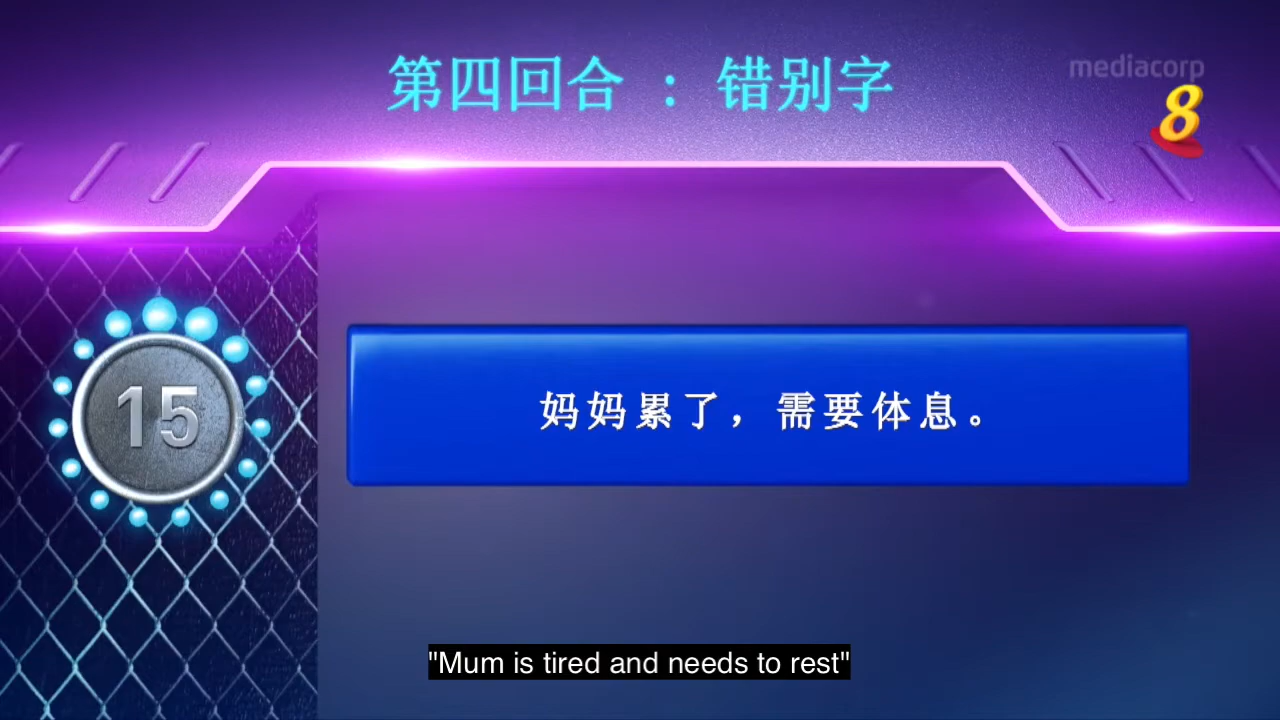 第四回合 : 错别字
mediacorp
8
15
妈妈累了，需要体息。
"Mum is tired and needs to rest"